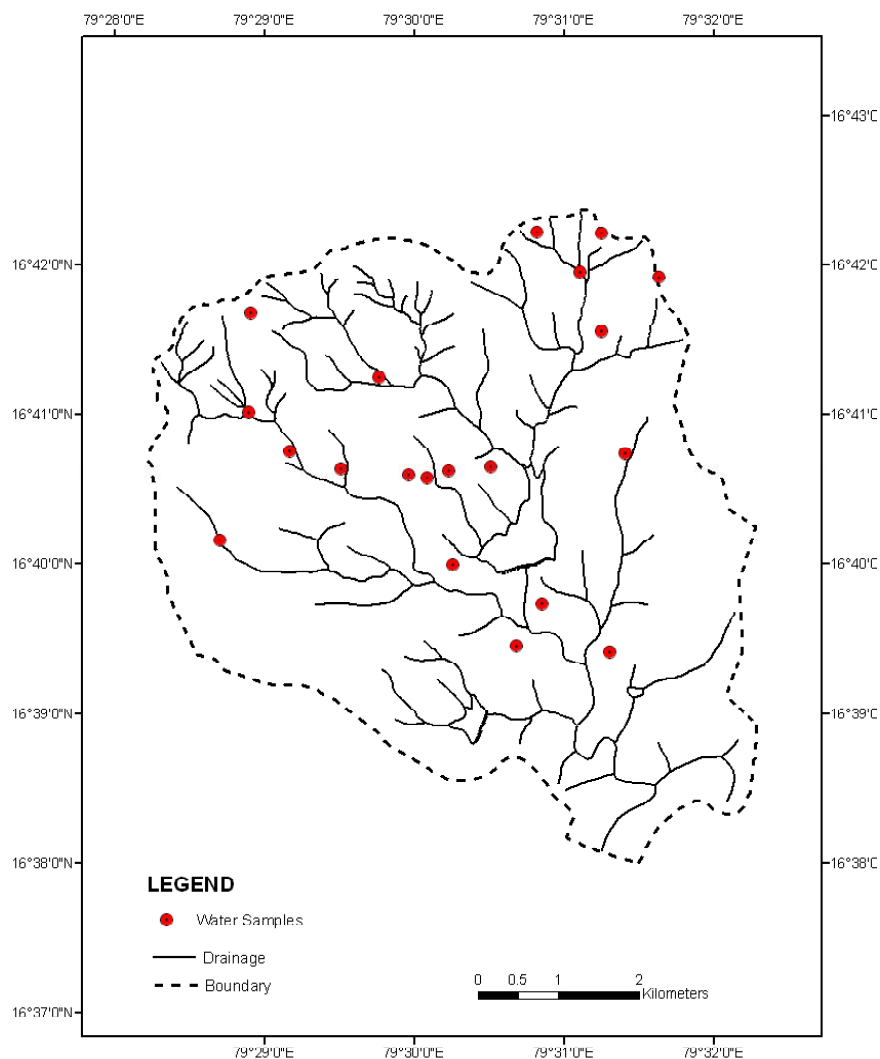 79°28'0"E 79°29'0"E 79°30'0"E 79°31'0"E 79°32'0"E
16°43'0
16°42'0"N 16°42'0
16°41'0"N 16°41'0
16°40'0"N 16°40'0
16°39'0"N 16°39'0
16°38'0"N 16°38'0
LEGEND
Water Samples
Drainage
Boundary
0 0.5 1 2
Kilometers
16°37'0"N
79°29'0"E 79°30'0"E 79°31'0"E 79°32'0"E